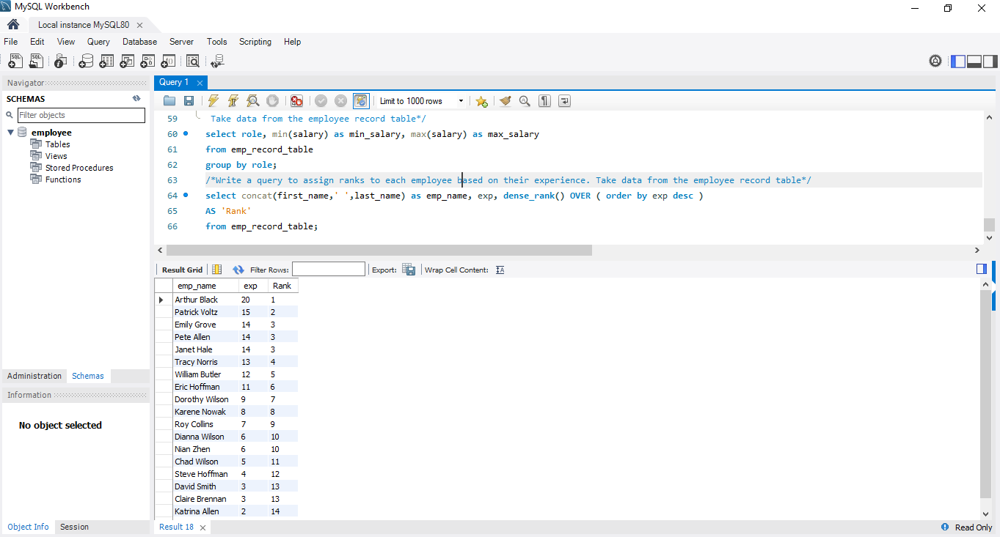 MySQL Workbench
Local instance MySQL80
File Edit View Query Database Server Tools Scripting Help
Navigator
SCHEMAS
Filter objects
employee
Tables
Views
Stored Procedures
Functions
Administration Schemas
Information
No object selected
Object Info Session
Query 1
Limit to 1000 rows
59 Take data from the employee record table*/
60 select role, min(salary) as min_salary, max(salary) as max_salary
61 from emp_record_table
62 group by role;
63 /*Write a query to assign ranks to each employee based on their experience. Take data from the employee record table*/
64 select concat(first_name,' ',last_name) as emp_name, exp, dense_rank() OVER ( order by exp desc )
65 AS 'Rank'
66 from emp_record_table;
Result Grid Filter Rows: Export: Wrap Cell Content:
emp_name exp Rank
Arthur Black 20 1
Patrick Voltz 15 2
Emily Grove 14 3
Pete Allen 14 3
Janet Hale 14 3
Tracy Norris 13 4
William Butler 12 5
Eric Hoffman 11 6
Dorothy Wilson 9 7
Karene Nowak 8 8
Roy Collins 7 9
Dianna Wilson 6 10
Nian Zhen 6 10
Chad Wilson 5 11
Steve Hoffman 4 12
David Smith 3 13
Claire Brennan 3 13
Katrina Allen 2 14
Result 18
Read Only